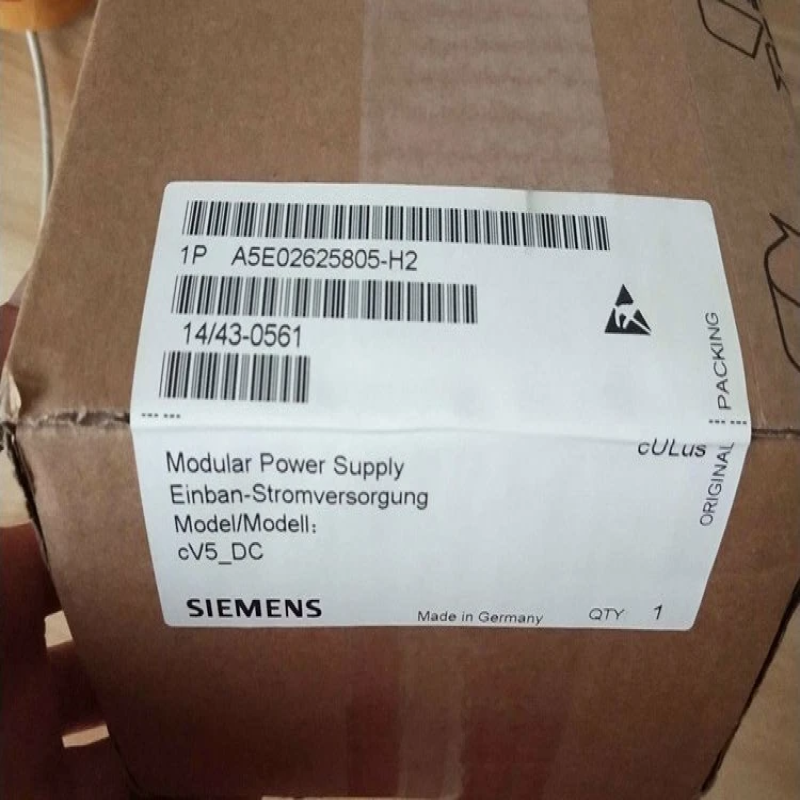 1P A5E02625805-H2
14/43-0561
ORIGINAL PACKING
cULus
Modular Power Supply
Einban-Stromversorgung
Model/Modell:
cV5_DC
SIEMENS
Made in Germany
QTY 1